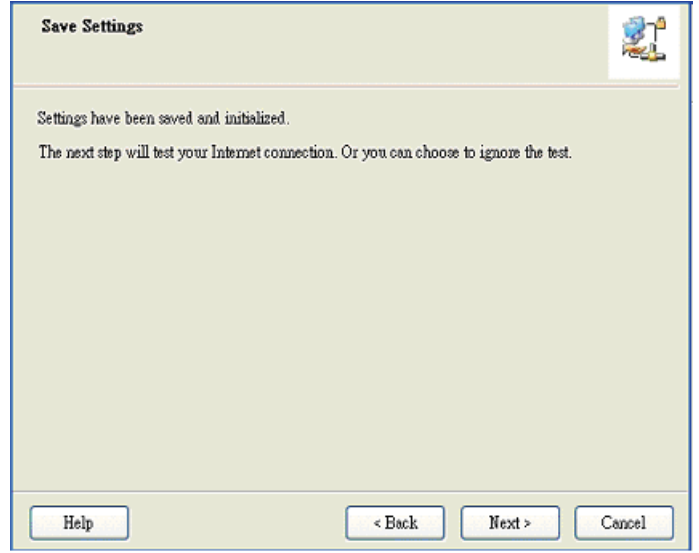 Save Settings
Settings have been saved and initialized.
The next step will test your Internet connection. Or you can choose to ignore the test.
Help
< Back
Next >
Cancel